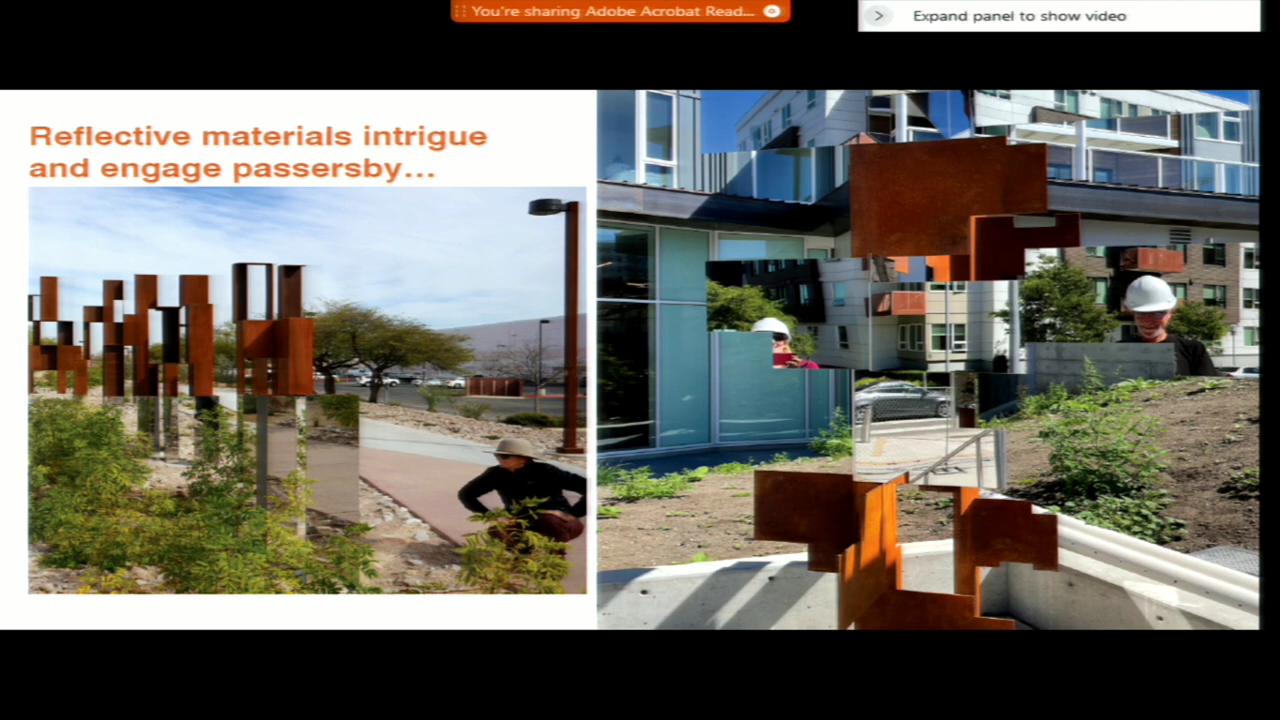 You're sharing Adobe Acrobat Read...
Expand panel to show video
Reflective materials intrigue
and engage passersby...